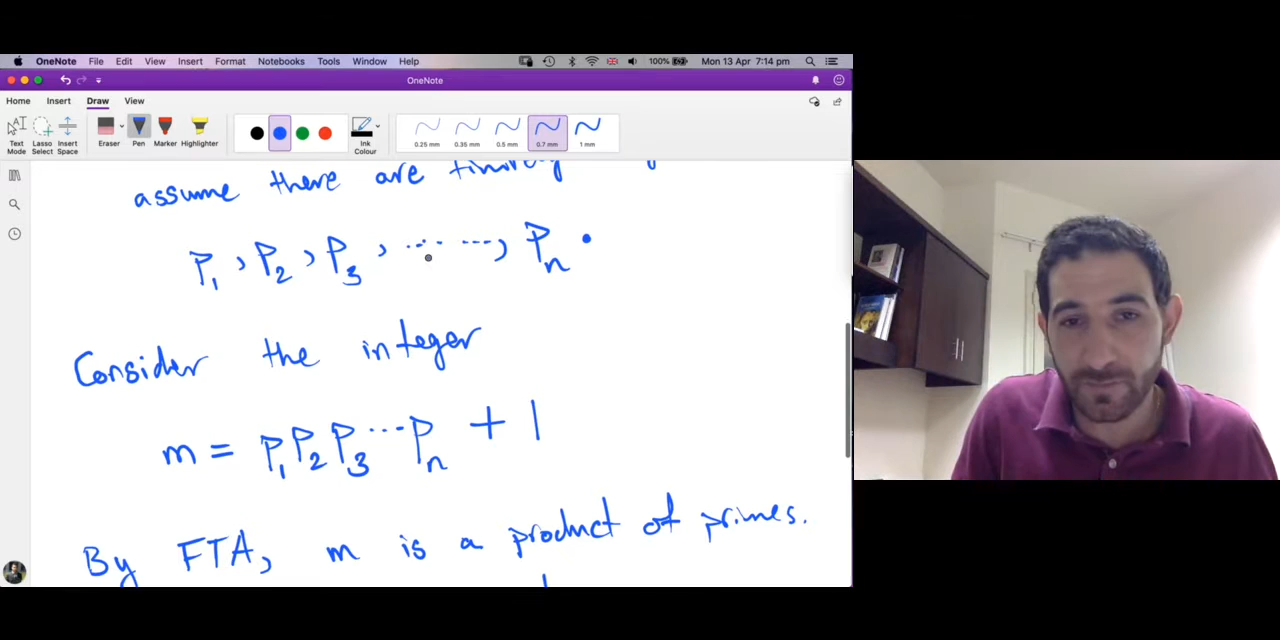 OneNote File Edit View Insert Format Notebooks Tools Window Help 100% Mon 13 Apr 7:14 pm
OneNote
Home Insert Draw View
Text Mode Lasso Select Insert Space Eraser Pen Marker Highlighter Ink Colour 0.25 mm 0.35 mm 0.5 mm 0.7 mm 1 mm
assume there are finitely
P₁, P₂, P₃, ......., Pₙ.
Consider the integer
m = P₁P₂P₃...Pₙ + 1
By FTA, m is a product of primes.